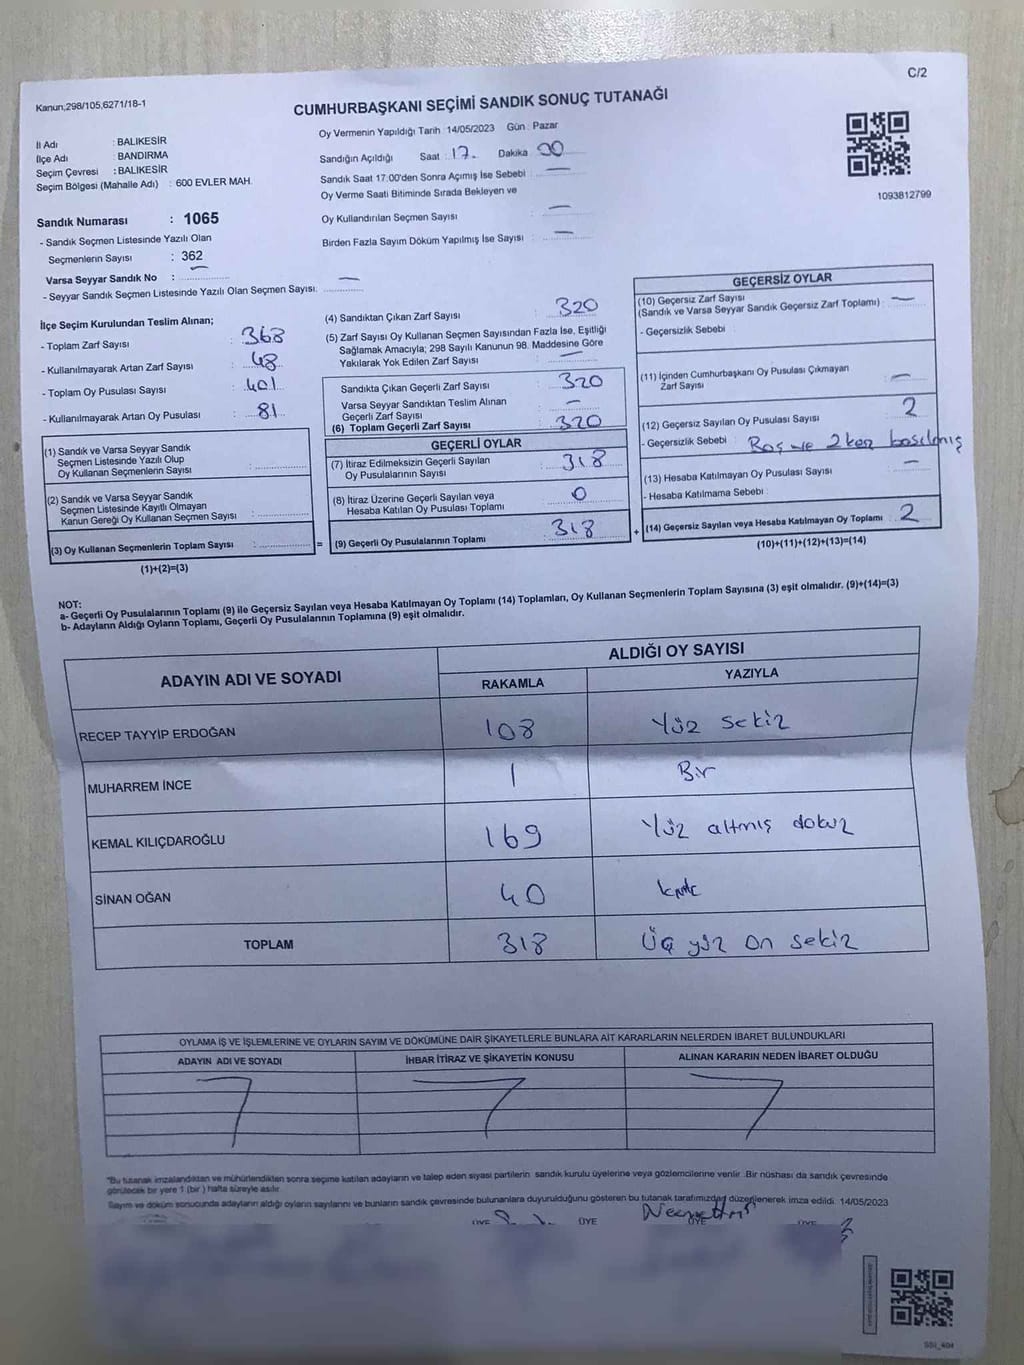 C/2
Kanun,298/105,6271/18-1
CUMHURBAŞKANI SEÇİMİ SANDIK SONUÇ TUTANAĞI
İl Adı : BALIKESİR
İlçe Adı : BANDIRMA
Seçim Çevresi : BALIKESİR
Seçim Bölgesi (Mahalle Adı) : 600 EVLER MAH.
Sandık Numarası : 1065
- Sandık Seçmen Listesinde Yazılı Olan
Seçmenlerin Sayısı : 362
Varsa Seyyar Sandık No : —
- Seyyar Sandık Seçmen Listesinde Yazılı Olan Seçmen Sayısı: —
Oy Vermenin Yapıldığı Tarih : 14/05/2023 Gün : Pazar
Sandığın Açıldığı Saat : 17 Dakika 00
Sandık Saat 17:00'den Sonra Açımış İse Sebebi : —
Oy Verme Saati Bitiminde Sırada Bekleyen ve
Oy Kullandırılan Seçmen Sayısı : —
Birden Fazla Sayım Döküm Yapılmış İse Sayısı : —
1093812799
İlçe Seçim Kurulundan Teslim Alınan;
- Toplam Zarf Sayısı : 368
- Kullanılmayarak Artan Zarf Sayısı : 48
- Toplam Oy Pusulası Sayısı : 401
- Kullanılmayarak Artan Oy Pusulası : 81
(1) Sandık ve Varsa Seyyar Sandık
Seçmen Listesinde Yazılı Olup
Oy Kullanan Seçmenlerin Sayısı :
(2) Sandık ve Varsa Seyyar Sandık
Seçmen Listesinde Kayıtlı Olmayan
Kanun Gereği Oy Kullanan Seçmen Sayısı :
(3) Oy Kullanan Seçmenlerin Toplam Sayısı : =
(1)+(2)=(3)
(4) Sandıktan Çıkan Zarf Sayısı : 320
(5) Zarf Sayısı Oy Kullanan Seçmen Sayısından Fazla İse, Eşitliği
Sağlamak Amacıyla; 298 Sayılı Kanunun 98. Maddesine Göre
Yakılarak Yok Edilen Zarf Sayısı : —
Sandıkta Çıkan Geçerli Zarf Sayısı : 320
Varsa Seyyar Sandıktan Teslim Alınan
Geçerli Zarf Sayısı : —
(6) Toplam Geçerli Zarf Sayısı : 320
GEÇERLİ OYLAR
(7) İtiraz Edilmeksizin Geçerli Sayılan
Oy Pusulalarının Sayısı : 318
(8) İtiraz Üzerine Geçerli Sayılan veya
Hesaba Katılan Oy Pusulası Toplamı : 0
(9) Geçerli Oy Pusulalarının Toplamı : 318 +
GEÇERSİZ OYLAR
(10) Geçersiz Zarf Sayısı
(Sandık ve Varsa Seyyar Sandık Geçersiz Zarf Toplamı) : —
- Geçersizlik Sebebi :
(11) İçinden Cumhurbaşkanı Oy Pusulası Çıkmayan
Zarf Sayısı : —
(12) Geçersiz Sayılan Oy Pusulası Sayısı : 2
- Geçersizlik Sebebi : Boş ve 2 kez basılmış
(13) Hesaba Katılmayan Oy Pusulası Sayısı : —
- Hesaba Katılmama Sebebi :
(14) Geçersiz Sayılan veya Hesaba Katılmayan Oy Toplamı : 2
(10)+(11)+(12)+(13)=(14)
NOT:
a- Geçerli Oy Pusulalarının Toplamı (9) ile Geçersiz Sayılan veya Hesaba Katılmayan Oy Toplamı (14) Toplamları, Oy Kullanan Seçmenlerin Toplam Sayısına (3) eşit olmalıdır. (9)+(14)=(3)
b- Adayların Aldığı Oyların Toplamı, Geçerli Oy Pusulalarının Toplamına (9) eşit olmalıdır.
ADAYIN ADI VE SOYADI ALDIĞI OY SAYISI
RAKAMLA YAZIYLA
RECEP TAYYİP ERDOĞAN 108 Yüz sekiz
MUHARREM İNCE 1 Bir
KEMAL KILIÇDAROĞLU 169 Yüz altmış dokuz
SİNAN OĞAN 40
TOPLAM 318 Üç yüz on sekiz
OYLAMA İŞ VE İŞLEMLERİNE VE OYLARIN SAYIM VE DÖKÜMÜNE DAİR ŞİKAYETLERLE BUNLARA AİT KARARLARIN NELERDEN İBARET BULUNDUKLARI
ADAYIN ADI VE SOYADI İHBAR İTİRAZ VE ŞİKAYETİN KONUSU ALINAN KARARIN NEDEN İBARET OLDUĞU
*Bu tutanak imzalandıktan ve mühürlendikten sonra seçime katılan adayların ve talep eden siyasi partilerin sandık kurulu üyelerine veya gözlemcilerine verilir. Bir nüshası da sandık çevresinde
görülecek bir yere 1 (bir) hafta süreyle asılır.
Sayım ve döküm sonucunda adayların aldığı oyların sayılarını ve bunların sandık çevresinde bulunanlara duyurulduğunu gösteren bu tutanak tarafımızdan düzenlenerek imza edildi. 14/05/2023
ÜYE ÜYE ÜYE ÜYE